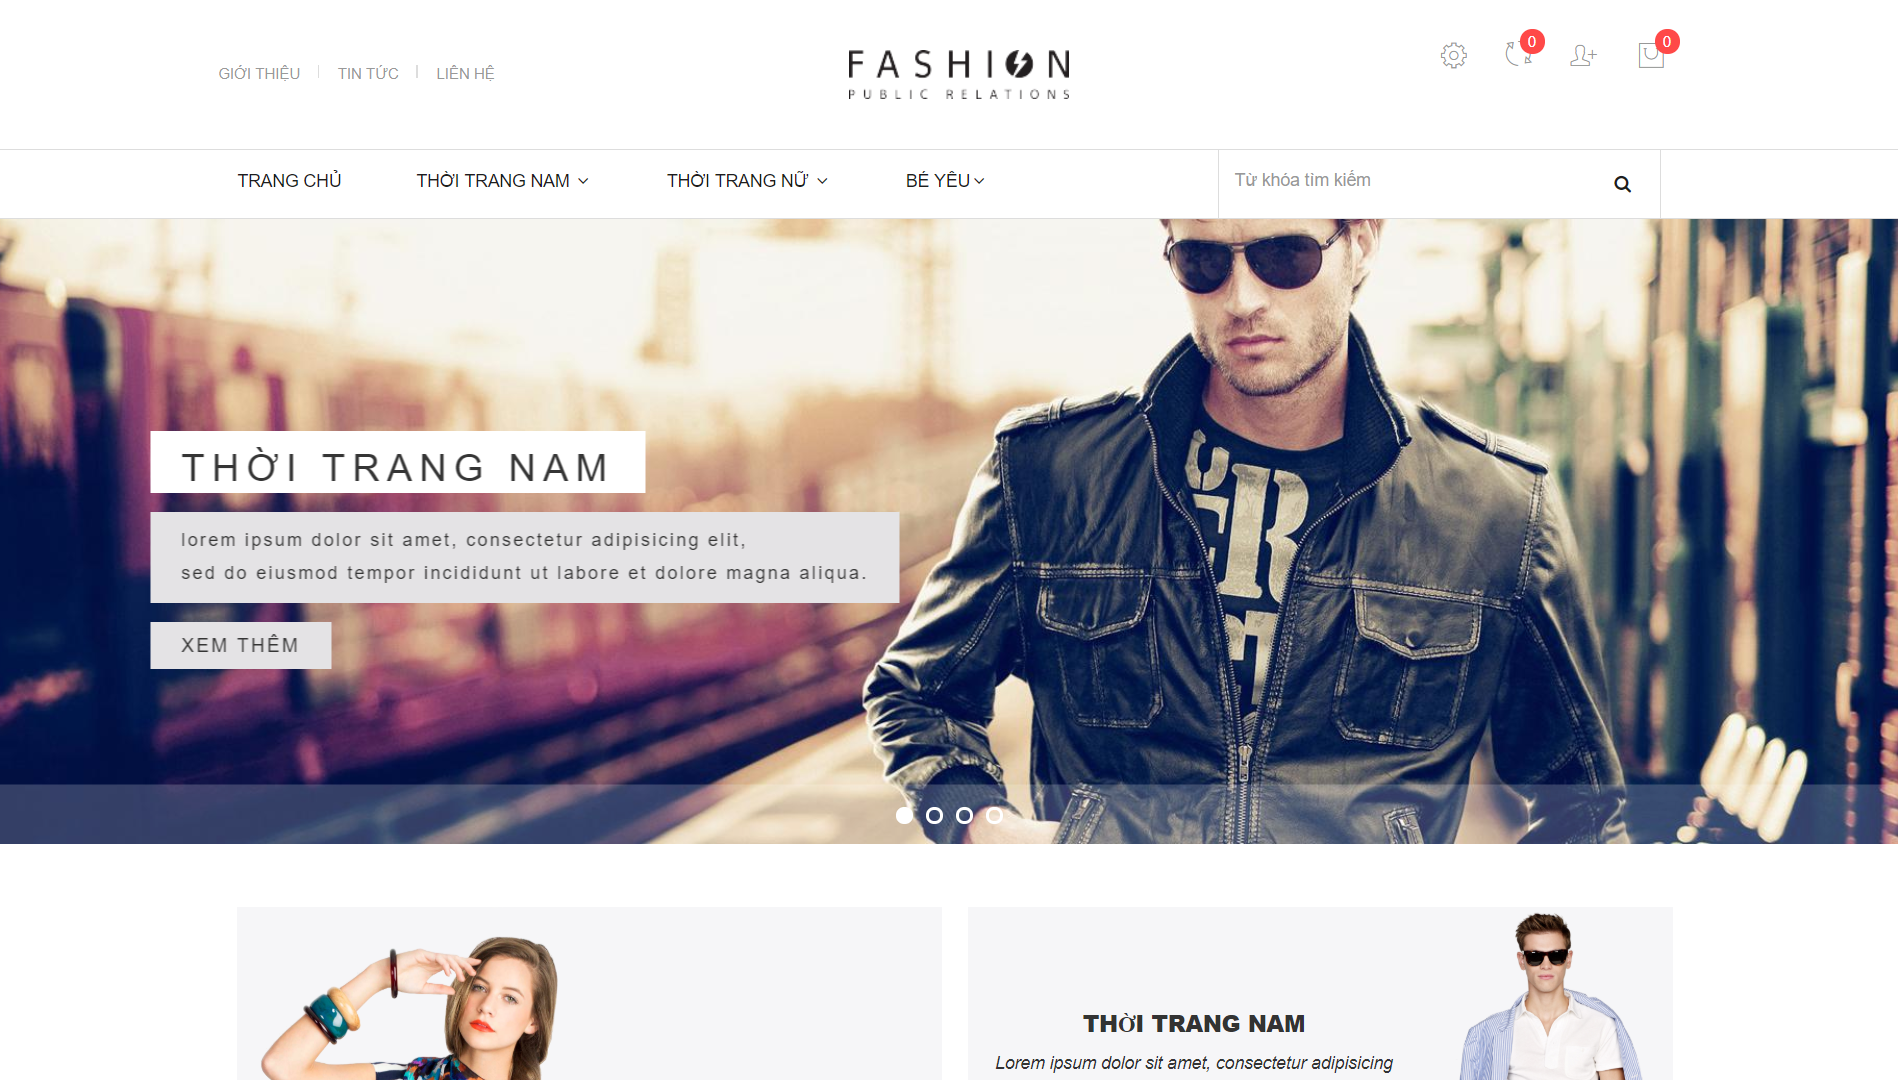 GIỚI THIỆU
TIN TỨC
LIÊN HỆ
FASHION
PUBLIC RELATIONS
0
0
TRANG CHỦ
THỜI TRANG NAM
THỜI TRANG NỮ
BÉ YÊU
Từ khóa tìm kiếm
THỜI TRANG NAM
lorem ipsum dolor sit amet, consectetur adipisicing elit,
sed do eiusmod tempor incididunt ut labore et dolore magna aliqua.
XEM THÊM
THỜI TRANG NAM
Lorem ipsum dolor sit amet, consectetur adipisicing